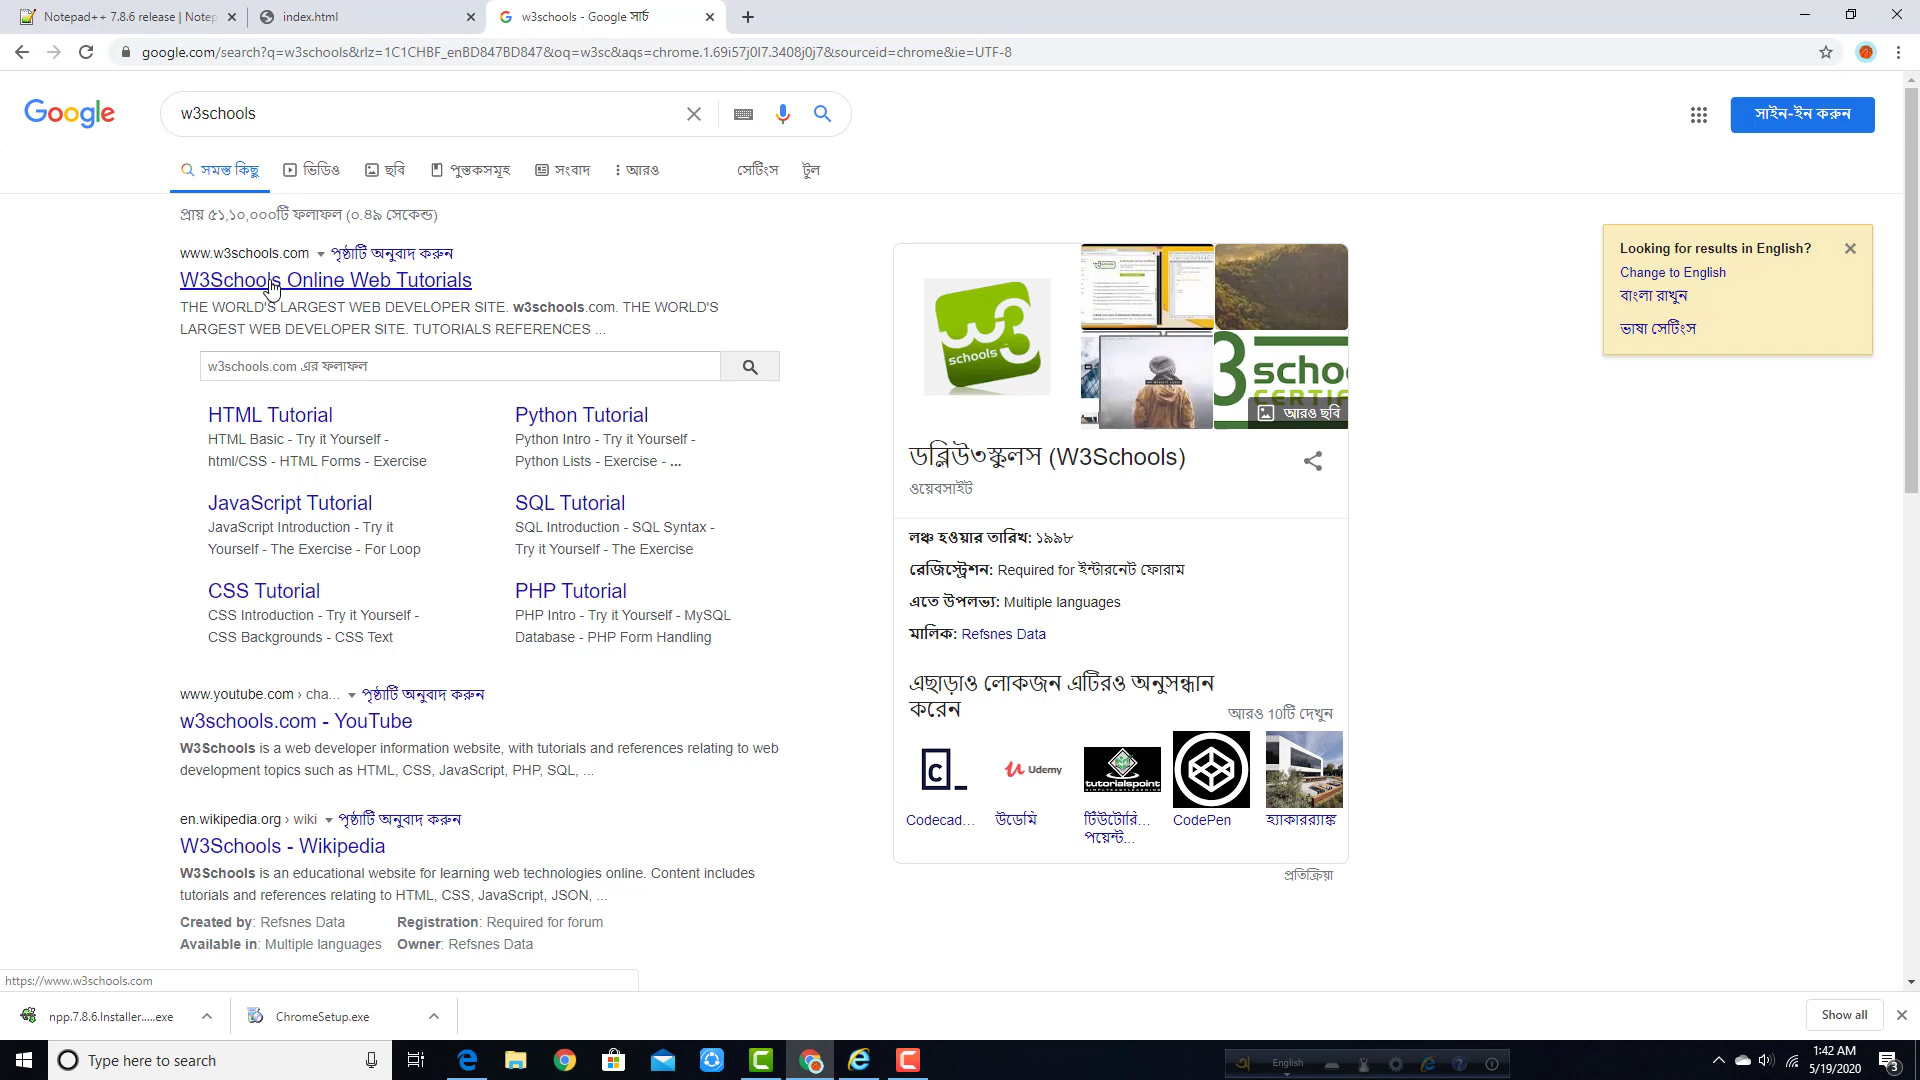 Notepad++ 7.8.6 release | Notep
index.html
w3schools - Google সার্চ
google.com/search?q=w3schools&rlz=1C1CHBF_enBD847BD847&oq=w3sc&aqs=chrome.1.69i57j0l7.3408j0j7&sourceid=chrome&ie=UTF-8
Google
w3schools
সাইন-ইন করুন
সমস্ত কিছু
ভিডিও
ছবি
পুস্তকসমূহ
সংবাদ
আরও
সেটিংস
টুল
প্রায় ৫১,১০,০০০টি ফলাফল (০.৪৯ সেকেন্ড)
www.w3schools.com পৃষ্ঠাটি অনুবাদ করুন
W3Schools Online Web Tutorials
THE WORLD'S LARGEST WEB DEVELOPER SITE. w3schools.com. THE WORLD'S
LARGEST WEB DEVELOPER SITE. TUTORIALS REFERENCES ...
w3schools.com এর ফলাফল
HTML Tutorial
HTML Basic - Try it Yourself -
html/CSS - HTML Forms - Exercise
Python Tutorial
Python Intro - Try it Yourself -
Python Lists - Exercise - ...
JavaScript Tutorial
JavaScript Introduction - Try it
Yourself - The Exercise - For Loop
SQL Tutorial
SQL Introduction - SQL Syntax -
Try it Yourself - The Exercise
CSS Tutorial
CSS Introduction - Try it Yourself -
CSS Backgrounds - CSS Text
PHP Tutorial
PHP Intro - Try it Yourself - MySQL
Database - PHP Form Handling
www.youtube.com › cha... পৃষ্ঠাটি অনুবাদ করুন
w3schools.com - YouTube
W3Schools is a web developer information website, with tutorials and references relating to web
development topics such as HTML, CSS, JavaScript, PHP, SQL, ...
en.wikipedia.org › wiki পৃষ্ঠাটি অনুবাদ করুন
W3Schools - Wikipedia
W3Schools is an educational website for learning web technologies online. Content includes
tutorials and references relating to HTML, CSS, JavaScript, JSON, ...
Created by: Refsnes Data Registration: Required for forum
Available in: Multiple languages Owner: Refsnes Data
W3
schools
3 scho
CERTIF
আরও ছবি
ডব্লিউ৩স্কুলস (W3Schools)
ওয়েবসাইট
লঞ্চ হওয়ার তারিখ: ১৯৯৮
রেজিস্ট্রেশন: Required for ইন্টারনেট ফোরাম
এতে উপলভ্য: Multiple languages
মালিক: Refsnes Data
এছাড়াও লোকজন এটিরও অনুসন্ধান
করেন
আরও 10টি দেখুন
Udemy
tutorialspoint
Codecad...
উডেমি
টিউটোরি...
পয়েন্ট...
CodePen
হ্যাকারর‍্যাঙ্ক
প্রতিক্রিয়া
Looking for results in English?
Change to English
বাংলা রাখুন
ভাষা সেটিংস
https://www.w3schools.com
npp.7.8.6.Installer.....exe
ChromeSetup.exe
Show all
Type here to search
English
1:42 AM
5/19/2020
3